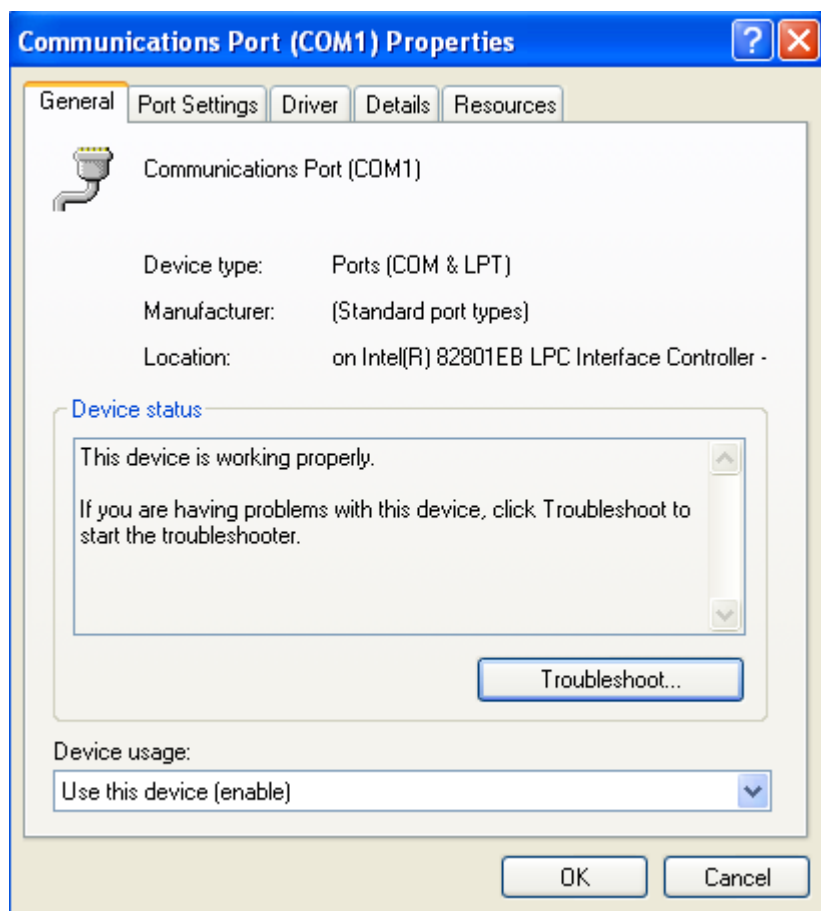 Communications Port (COM1) Properties
General Port Settings Driver Details Resources
Communications Port (COM1)
Device type: Ports (COM & LPT)
Manufacturer: (Standard port types)
Location: on Intel(R) 82801EB LPC Interface Controller -
Device status
This device is working properly.
If you are having problems with this device, click Troubleshoot to
start the troubleshooter.
Troubleshoot...
Device usage:
Use this device (enable)
OK Cancel